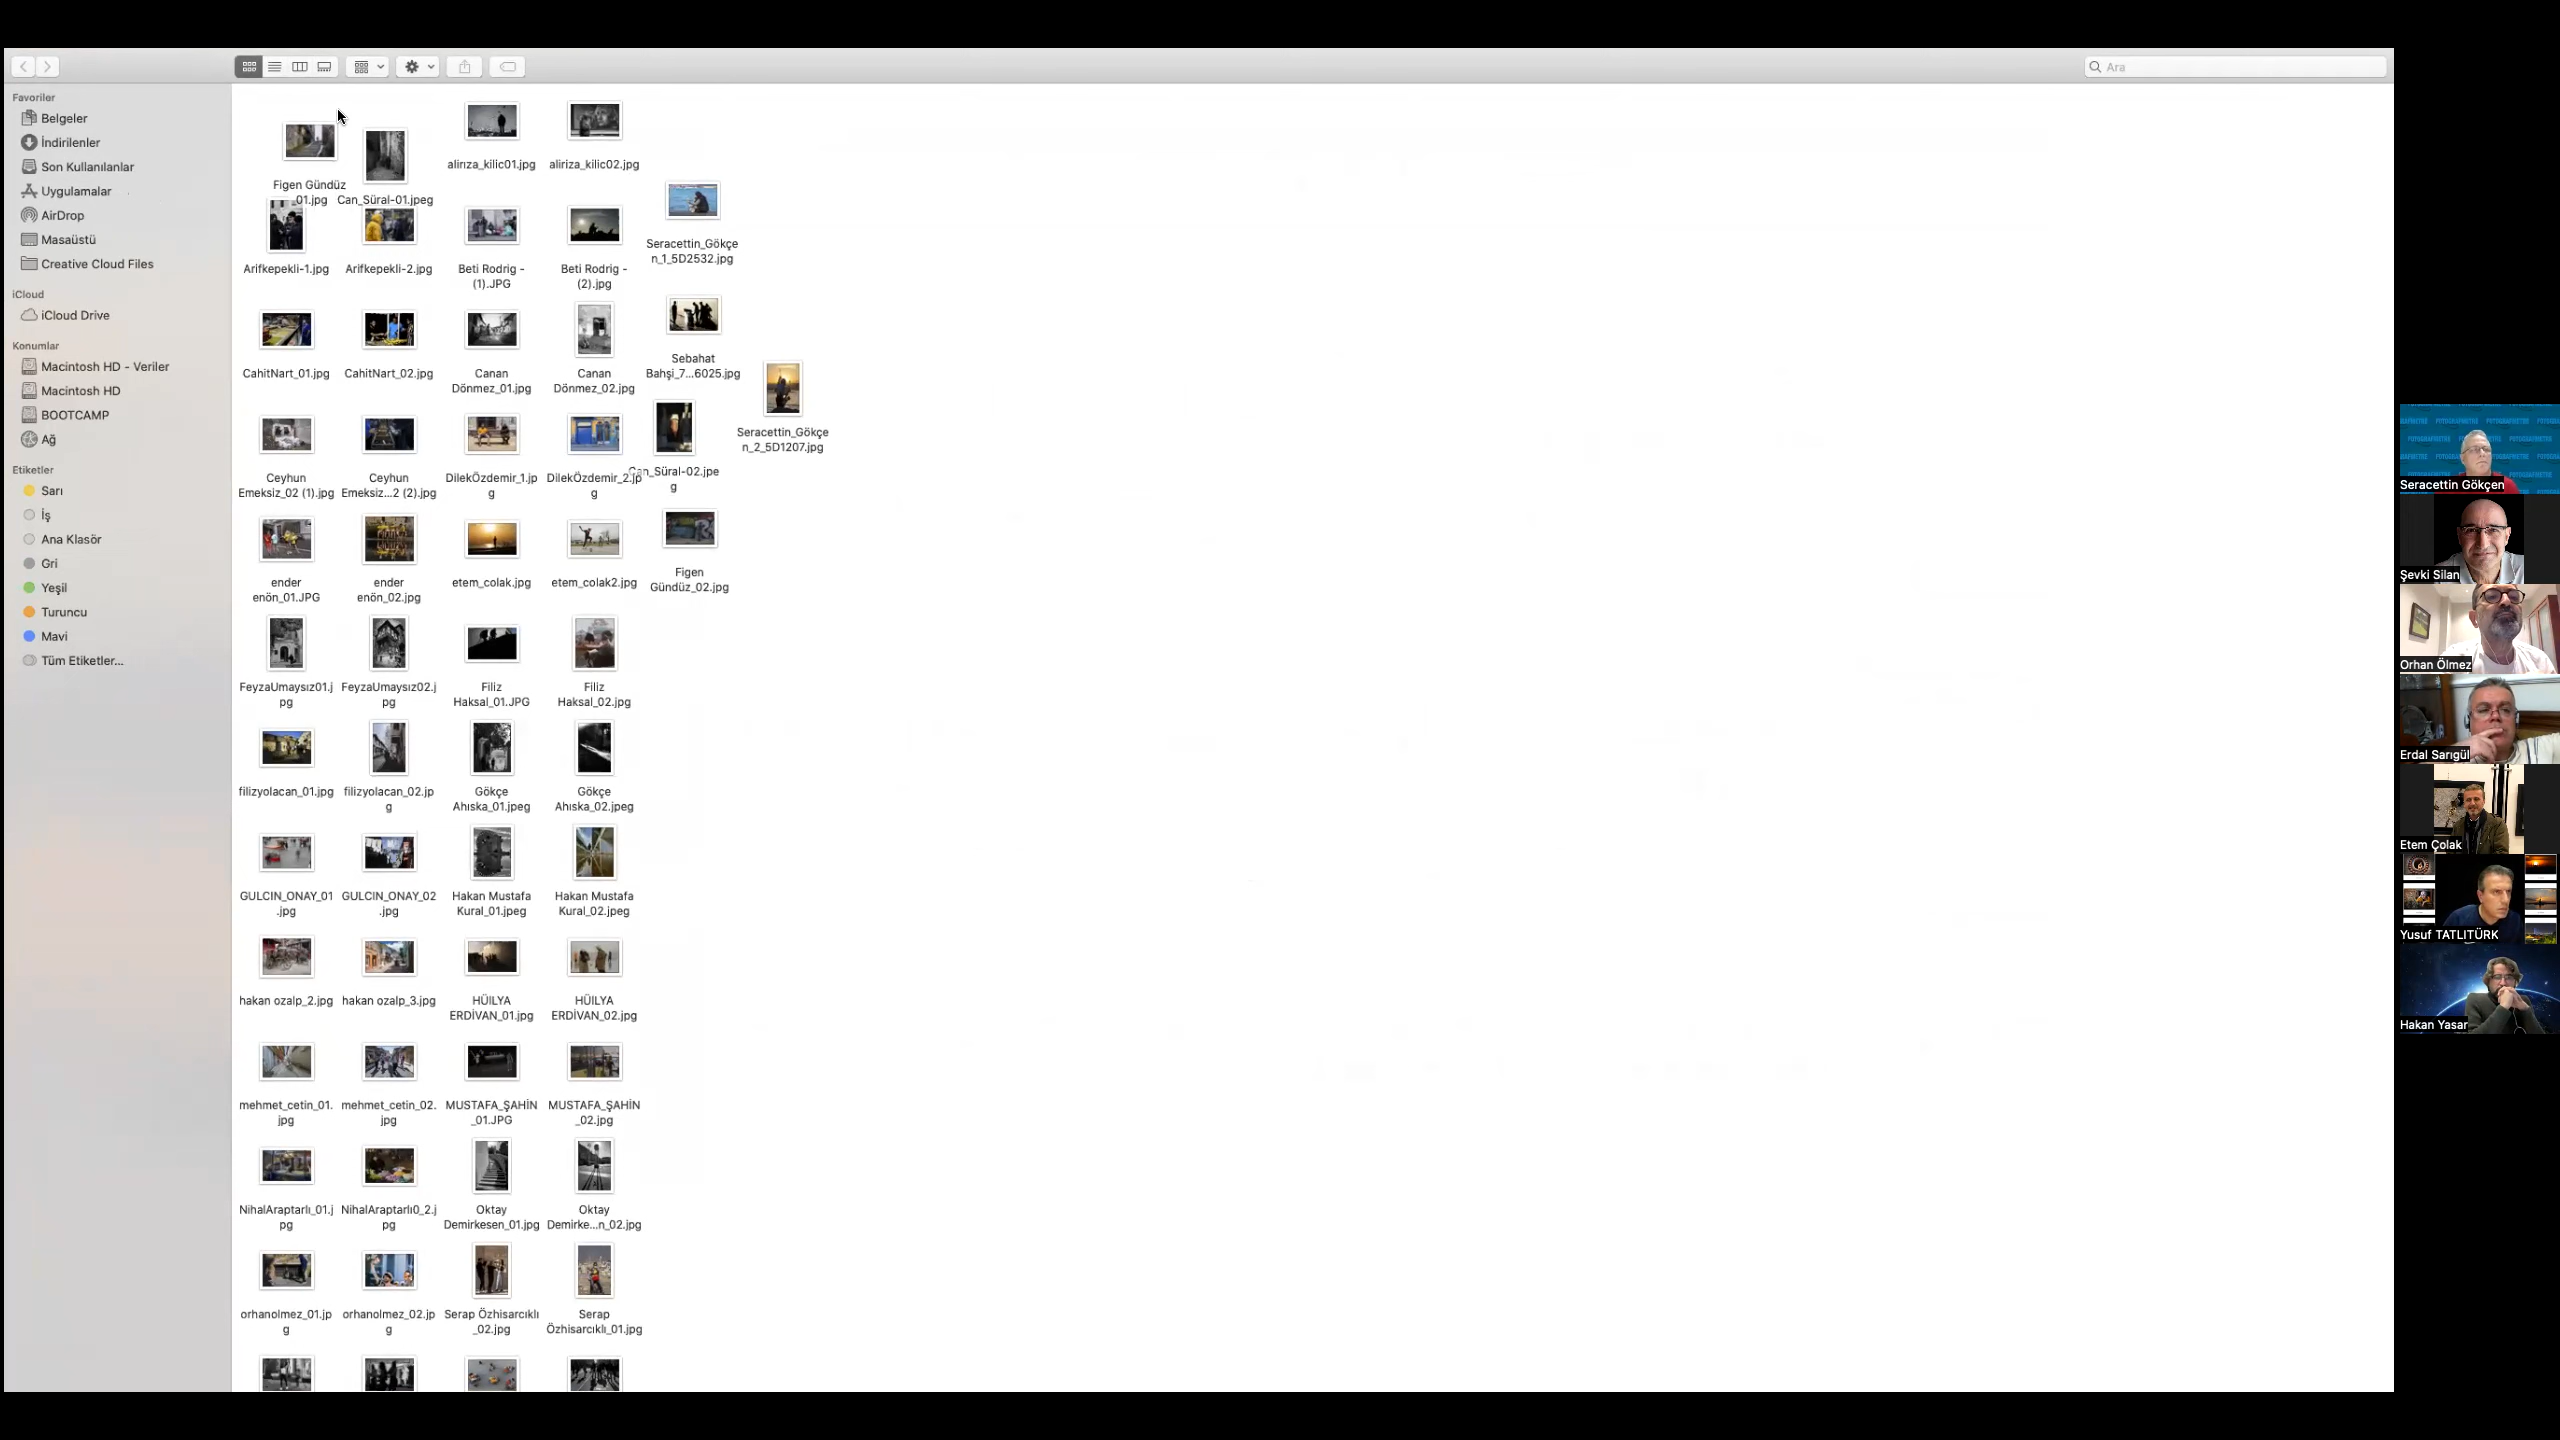 Ara
Favoriler
Belgeler
İndirilenler
Son Kullanılanlar
Uygulamalar
AirDrop
Masaüstü
Creative Cloud Files
iCloud
iCloud Drive
Konumlar
Macintosh HD - Veriler
Macintosh HD
BOOTCAMP
Ağ
Etiketler
Sarı
İş
Ana Klasör
Gri
Yeşil
Turuncu
Mavi
Tüm Etiketler...
Figen Gündüz
_01.jpg
Can_Süral-01.jpeg
alirıza_kilic01.jpg
aliriza_kilic02.jpg
Seracettin_Gökçe
n_1_5D2532.jpg
Arifkepekli-1.jpg
Arifkepekli-2.jpg
Beti Rodrig -
(1).JPG
Beti Rodrig -
(2).jpg
Sebahat
Bahşi_7...6025.jpg
CahitNart_01.jpg
CahitNart_02.jpg
Canan
Dönmez_01.jpg
Canan
Dönmez_02.jpg
Seracettin_Gökçe
n_2_5D1207.jpg
Ceyhun
Emeksiz_02 (1).jpg
Ceyhun
Emeksiz...2 (2).jpg
DilekÖzdemir_1.jp
g
DilekÖzdemir_2.jp
g
Can_Süral-02.jpe
g
ender
enön_01.JPG
ender
enön_02.jpg
etem_colak.jpg
etem_colak2.jpg
Figen
Gündüz_02.jpg
FeyzaUmaysız01.j
pg
FeyzaUmaysız02.j
pg
Filiz
Haksal_01.JPG
Filiz
Haksal_02.jpg
filizyolacan_01.jpg
filizyolacan_02.jp
g
Gökçe
Ahıska_01.jpeg
Gökçe
Ahıska_02.jpeg
GULCIN_ONAY_01
.jpg
GULCIN_ONAY_02
.jpg
Hakan Mustafa
Kural_01.jpeg
Hakan Mustafa
Kural_02.jpeg
hakan ozalp_2.jpg
hakan ozalp_3.jpg
HÜILYA
ERDİVAN_01.jpg
HÜILYA
ERDİVAN_02.jpg
mehmet_cetin_01.
jpg
mehmet_cetin_02.
jpg
MUSTAFA_ŞAHİN
_01.JPG
MUSTAFA_ŞAHİN
_02.jpg
NihalAraptarlı_01.j
pg
NihalAraptarlı0_2.j
pg
Oktay
Demirkesen_01.jpg
Oktay
Demirke...n_02.jpg
orhanolmez_01.jp
g
orhanolmez_02.jp
g
Serap Özhisarcıklı
_02.jpg
Serap
Özhisarcıklı_01.jpg
Seracettin Gökçen
Şevki Silan
Orhan Ölmez
Erdal Sarıgül
Etem Çolak
Yusuf TATLITÜRK
Hakan Yasar